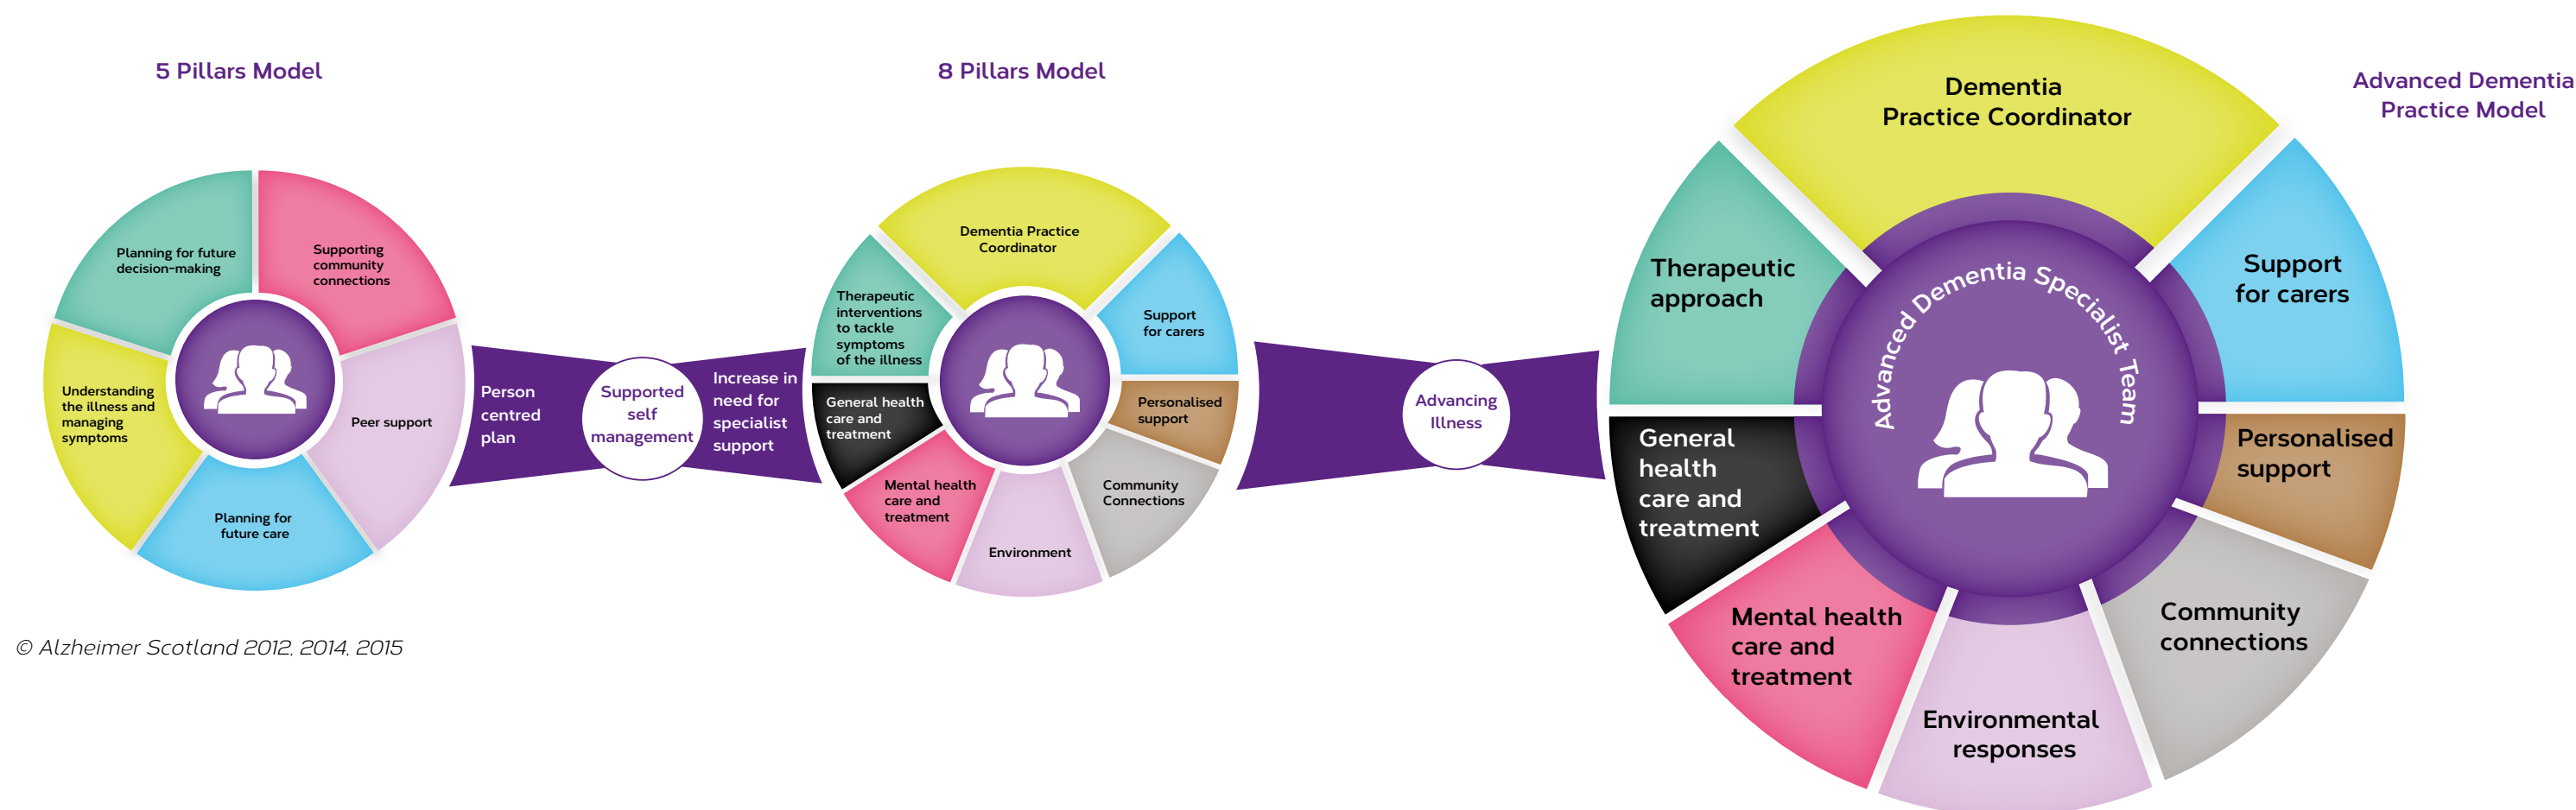 5 Pillars Model
Planning for future
decision-making
Supporting
community
connections
Understanding
the illness and
managing
symptoms
Peer support
Planning for
future care
© Alzheimer Scotland 2012, 2014, 2015
Person
centred
plan
Supported
self
management
Increase in
need for
specialist
support
8 Pillars Model
Dementia Practice
Coordinator
Therapeutic
interventions
to tackle
symptoms
of the illness
Support
for carers
General health
care and
treatment
Personalised
support
Mental health
care and
treatment
Community
Connections
Environment
Advancing
Illness
Advanced Dementia
Practice Model
Dementia
Practice Coordinator
Therapeutic
approach
Support
for carers
Advanced Dementia Specialist Team
General
health
care and
treatment
Personalised
support
Mental health
care and
treatment
Community
connections
Environmental
responses